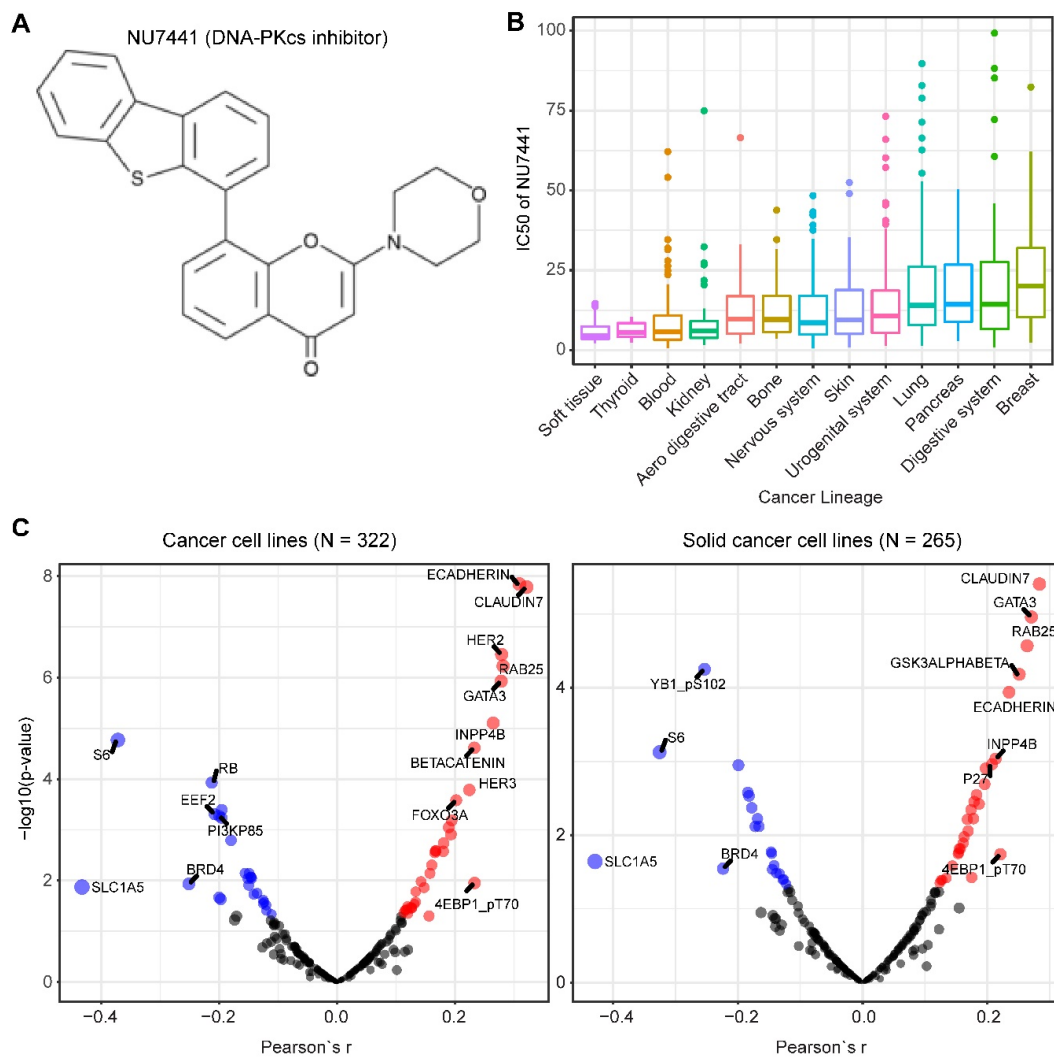 A
NU7441 (DNA-PKcs inhibitor)
S
O
N
O
O
B
IC50 of NU7441
100
75
50
25
0
Soft tissue
Thyroid
Blood
Kidney
Aero digestive tract
Bone
Nervous system
Skin
Urogenital system
Lung
Pancreas
Digestive system
Breast
Cancer Lineage
C
Cancer cell lines (N = 322)
−log10(p-value)
8
6
4
2
0
ECADHERIN
CLAUDIN7
HER2
RAB25
GATA3
INPP4B
BETACATENIN
HER3
FOXO3A
4EBP1_pT70
S6
RB
EEF2
PI3KP85
BRD4
SLC1A5
−0.4
−0.2
0.0
0.2
Pearson`s r
Solid cancer cell lines (N = 265)
4
2
0
CLAUDIN7
GATA3
RAB25
GSK3ALPHABETA
ECADHERIN
YB1_pS102
S6
INPP4B
P27
4EBP1_pT70
BRD4
SLC1A5
−0.4
−0.2
0.0
0.2
Pearson`s r